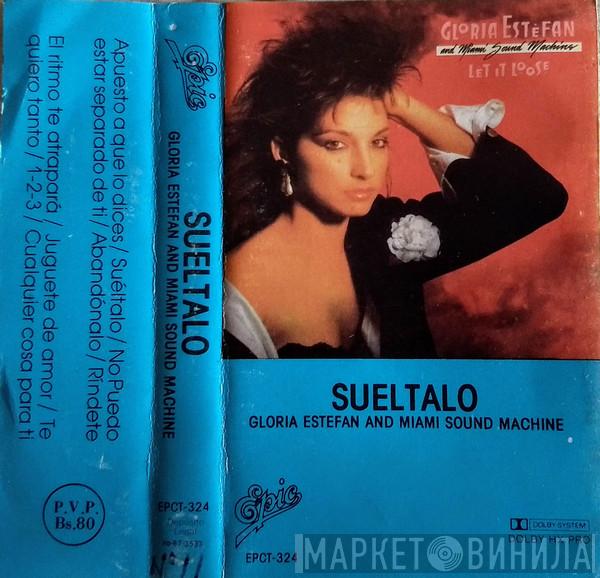 Apuesto a que lo dices / Suéltalo / No Puedo
estar separado de ti / Abandónalo / Ríndete
El ritmo te atrapará / Juguete de amor / Te
quiero tanto / 1-2-3 / Cualquier cosa para ti
P.V.P.
Bs.80
Epic
GLORIA ESTEFAN AND MIAMI SOUND MACHINE
SUELTALO
EPCT-324
Depósito
Legal
GLORIA ESTEFAN
and Miami Sound Machine
LET IT LOOSE
SUELTALO
GLORIA ESTEFAN AND MIAMI SOUND MACHINE
Epic
EPCT-324
DOLBY SYSTEM
DOLBY HX PRO
МАРКЕТ ВИНИЛА